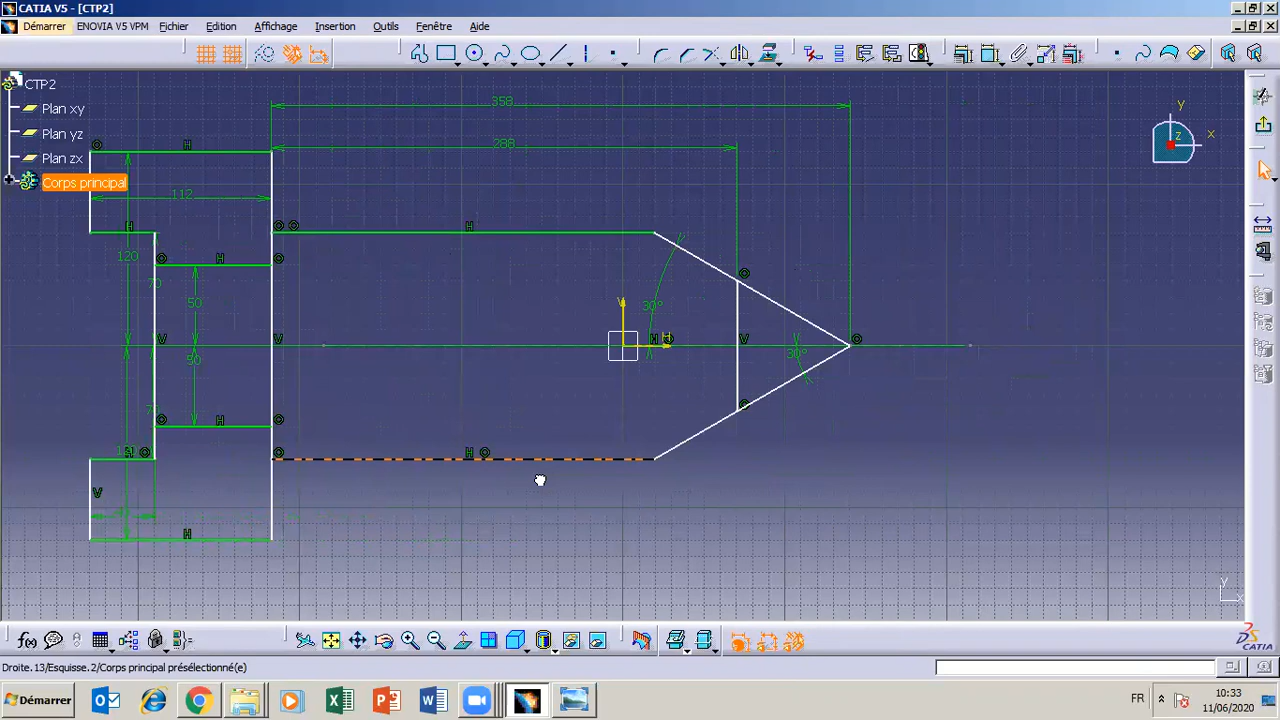 CATIA V5 - [CTP2]
Démarrer ENOVIA V5 VPM Fichier Edition Affichage Insertion Outils Fenêtre Aide
CTP2
Plan xy
Plan yz
Plan zx
Corps principal
358
288
112
H
H
H
H
120
70
50
30°
y
x
z
V
V
V
H
V
30°
H
H
H
V
H
y
x
f(x)
CATIA
Droite.13/Esquisse.2/Corps principal présélectionné(e)
Démarrer
FR
10:33
11/06/2020